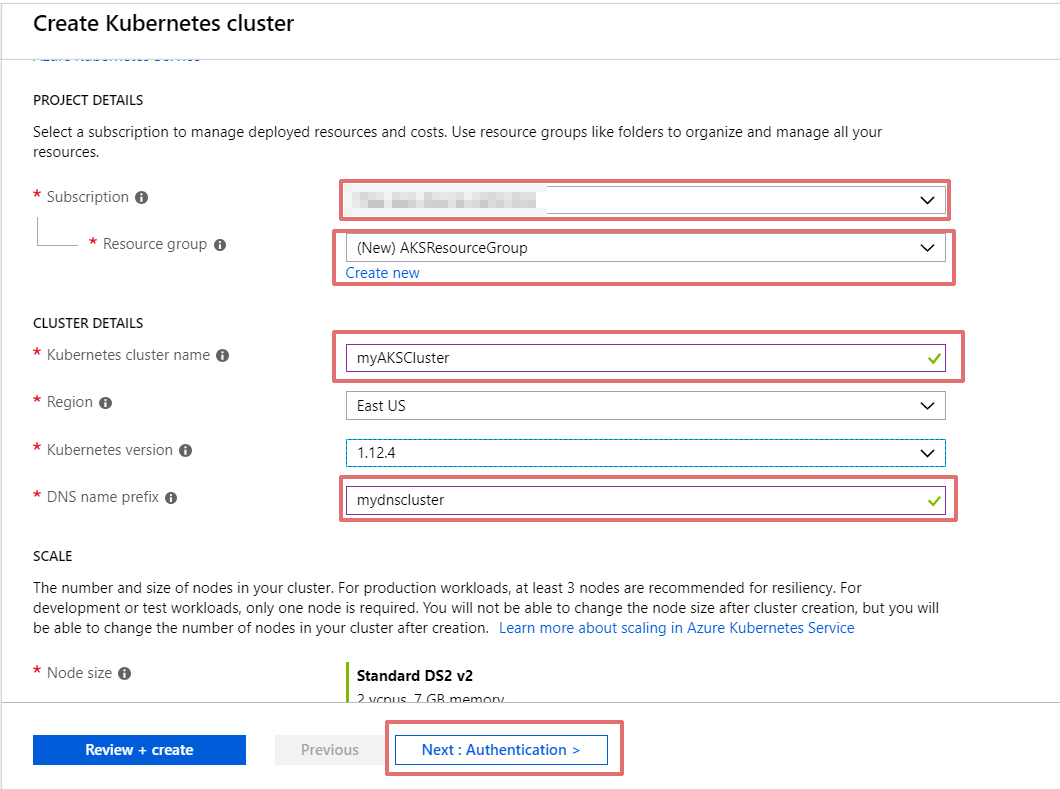 Create Kubernetes cluster
Azure Kubernetes Service
PROJECT DETAILS
Select a subscription to manage deployed resources and costs. Use resource groups like folders to organize and manage all your
resources.
* Subscription
* Resource group
(New) AKSResourceGroup
Create new
CLUSTER DETAILS
* Kubernetes cluster name
myAKSCluster
* Region
East US
* Kubernetes version
1.12.4
* DNS name prefix
mydnscluster
SCALE
The number and size of nodes in your cluster. For production workloads, at least 3 nodes are recommended for resiliency. For
development or test workloads, only one node is required. You will not be able to change the node size after cluster creation, but you will
be able to change the number of nodes in your cluster after creation. Learn more about scaling in Azure Kubernetes Service
* Node size
Standard DS2 v2
2 vcpus, 7 GB memory
Review + create
Previous
Next : Authentication >